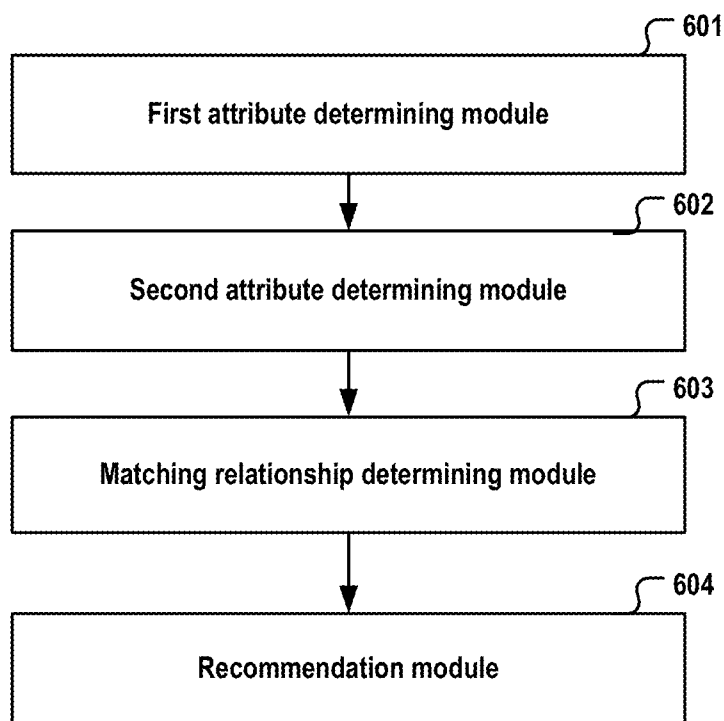 601
First attribute determining module
602
Second attribute determining module
603
Matching relationship determining module
604
Recommendation module